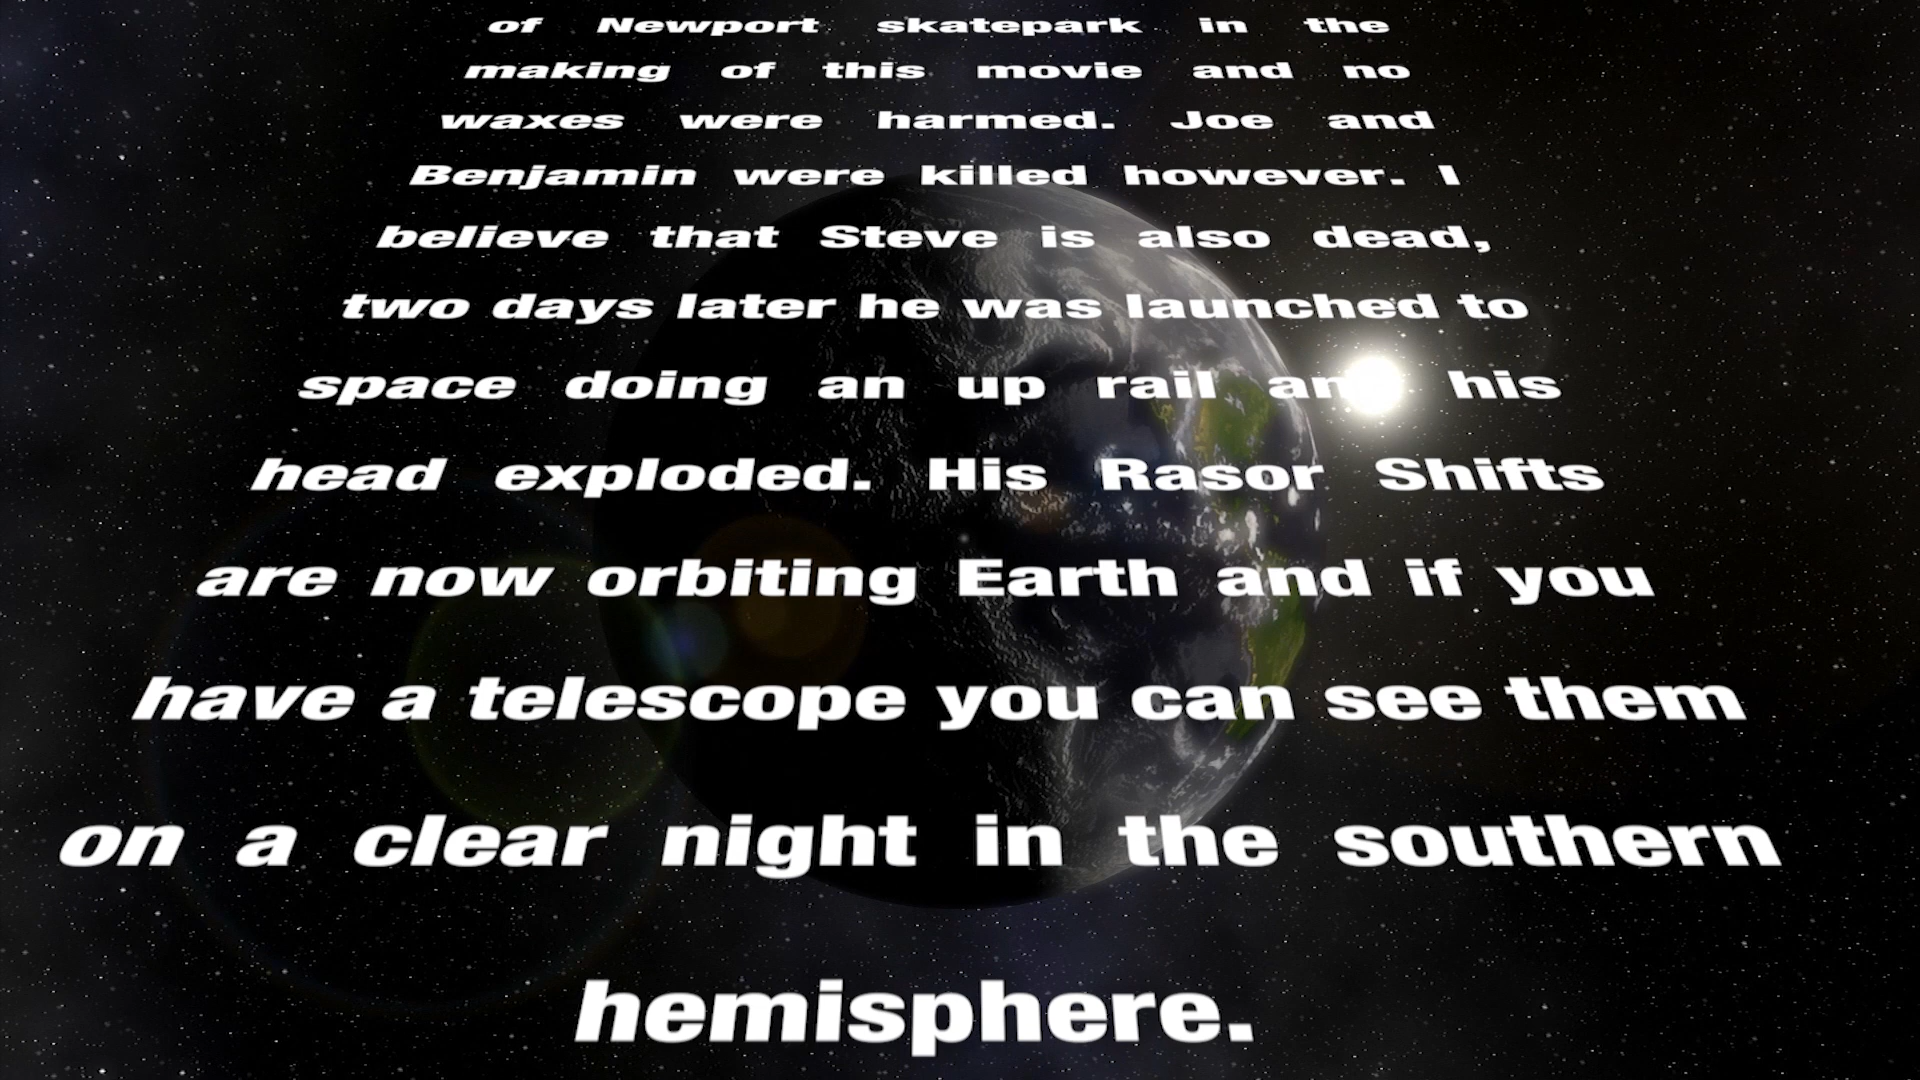 of Newport skatepark in the
making of this movie and no
waxes were harmed. Joe and
Benjamin were killed however. I
believe that Steve is also dead,
two days later he was launched to
space doing an up rail and his
head exploded. His Rasor Shifts
are now orbiting Earth and if you
have a telescope you can see them
on a clear night in the southern
hemisphere.